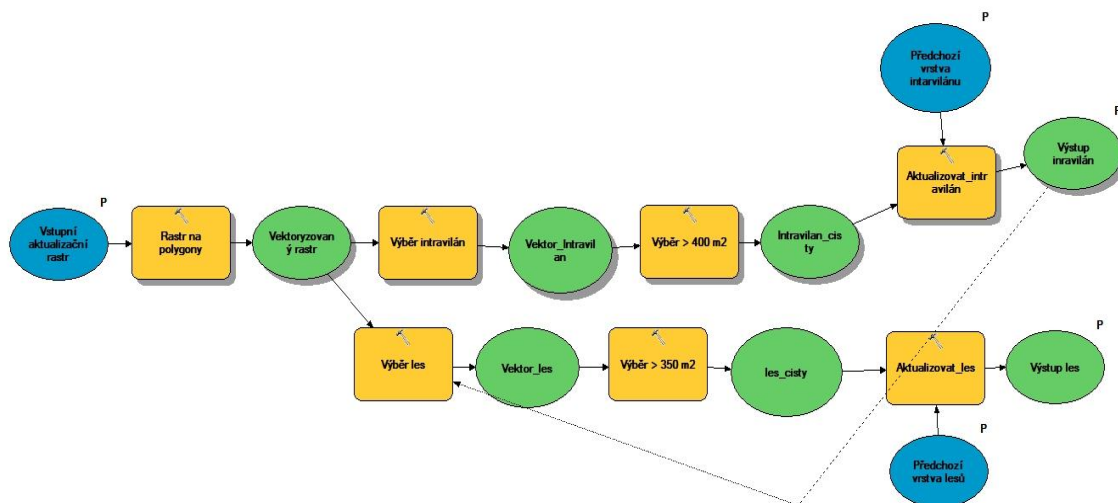 P
Předchozí
vrstva
intarvilánu
P
Výstup
inravilán
Aktualizovat_intr
avilán
P
Vstupní
aktualizační
rastr
Rastr na
polygony
Vektoryzovan
ý rastr
Výběr intravilán
Vektor_Intravil
an
Výběr > 400 m2
Intravilan_cis
ty
Výběr les
Vektor_les
Výběr > 350 m2
les_cisty
Aktualizovat_les
P
Výstup les
P
Předchozí
vrstva lesů